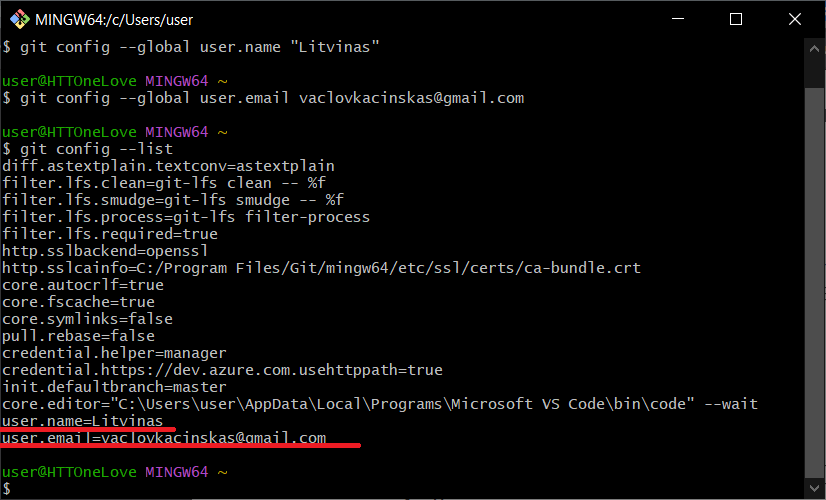 MINGW64:/c/Users/user
$ git config --global user.name "Litvinas"
user@HTTOneLove MINGW64 ~
$ git config --global user.email vaclovkacinskas@gmail.com
user@HTTOneLove MINGW64 ~
$ git config --list
diff.astextplain.textconv=astextplain
filter.lfs.clean=git-lfs clean -- %f
filter.lfs.smudge=git-lfs smudge -- %f
filter.lfs.process=git-lfs filter-process
filter.lfs.required=true
http.sslbackend=openssl
http.sslcainfo=C:/Program Files/Git/mingw64/etc/ssl/certs/ca-bundle.crt
core.autocrlf=true
core.fscache=true
core.symlinks=false
pull.rebase=false
credential.helper=manager
credential.https://dev.azure.com.usehttppath=true
init.defaultbranch=master
core.editor="C:\Users\user\AppData\Local\Programs\Microsoft VS Code\bin\code" --wait
user.name=Litvinas
user.email=vaclovkacinskas@gmail.com
user@HTTOneLove MINGW64 ~
$